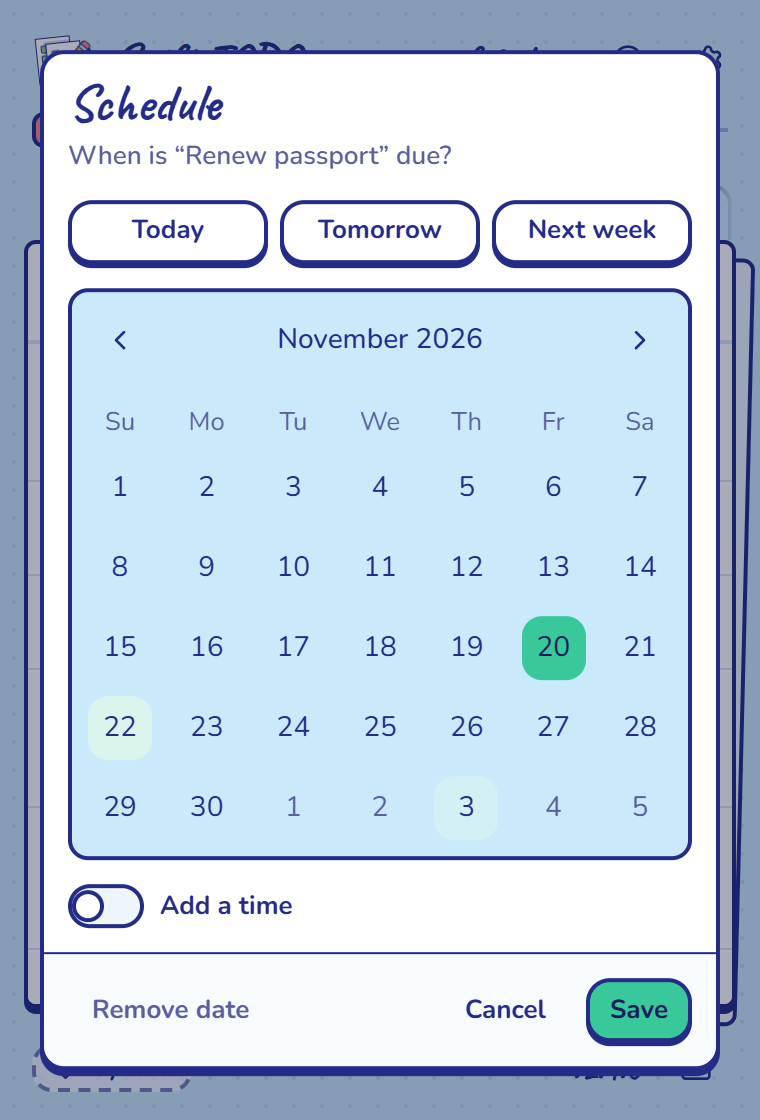 Schedule
When is “Renew passport” due?
Today Tomorrow Next week
November 2026
Su Mo Tu We Th Fr Sa
1 2 3 4 5 6 7
8 9 10 11 12 13 14
15 16 17 18 19 20 21
22 23 24 25 26 27 28
29 30 1 2 3 4 5
Add a time
Remove date Cancel Save